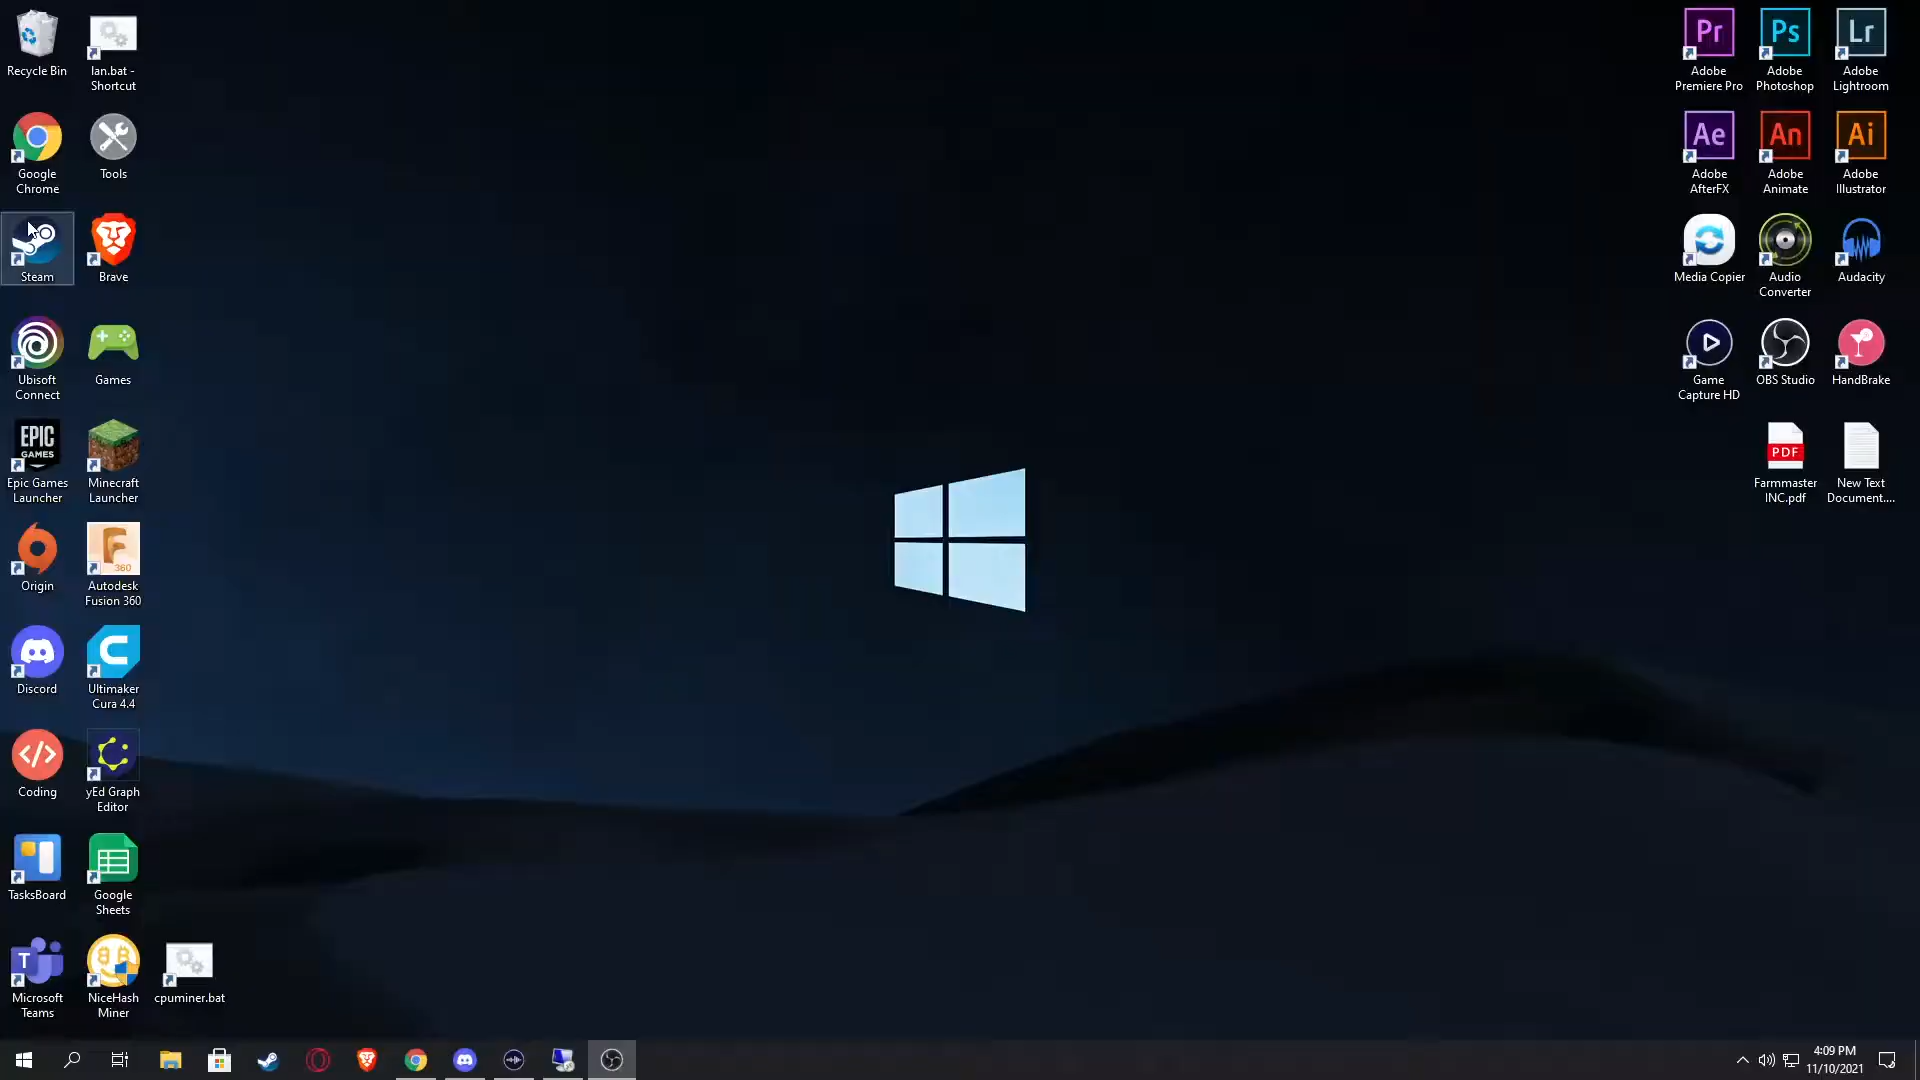 Recycle Bin
lan.bat -
Shortcut
Google
Chrome
Tools
Steam
Brave
Ubisoft
Connect
Games
EPIC
GAMES
Epic Games
Launcher
Minecraft
Launcher
Origin
F
360
Autodesk
Fusion 360
Discord
C
Ultimaker
Cura 4.4
</>
Coding
yEd Graph
Editor
TasksBoard
Google
Sheets
T
Microsoft
Teams
NiceHash
Miner
cpuminer.bat
Pr
Adobe
Premiere Pro
Ps
Adobe
Photoshop
Lr
Adobe
Lightroom
Ae
Adobe
AfterFX
An
Adobe
Animate
Ai
Adobe
Illustrator
Media Copier
Audio
Converter
Audacity
Game
Capture HD
OBS Studio
HandBrake
PDF
Farmmaster
INC.pdf
New Text
Document....
4:09 PM
11/10/2021